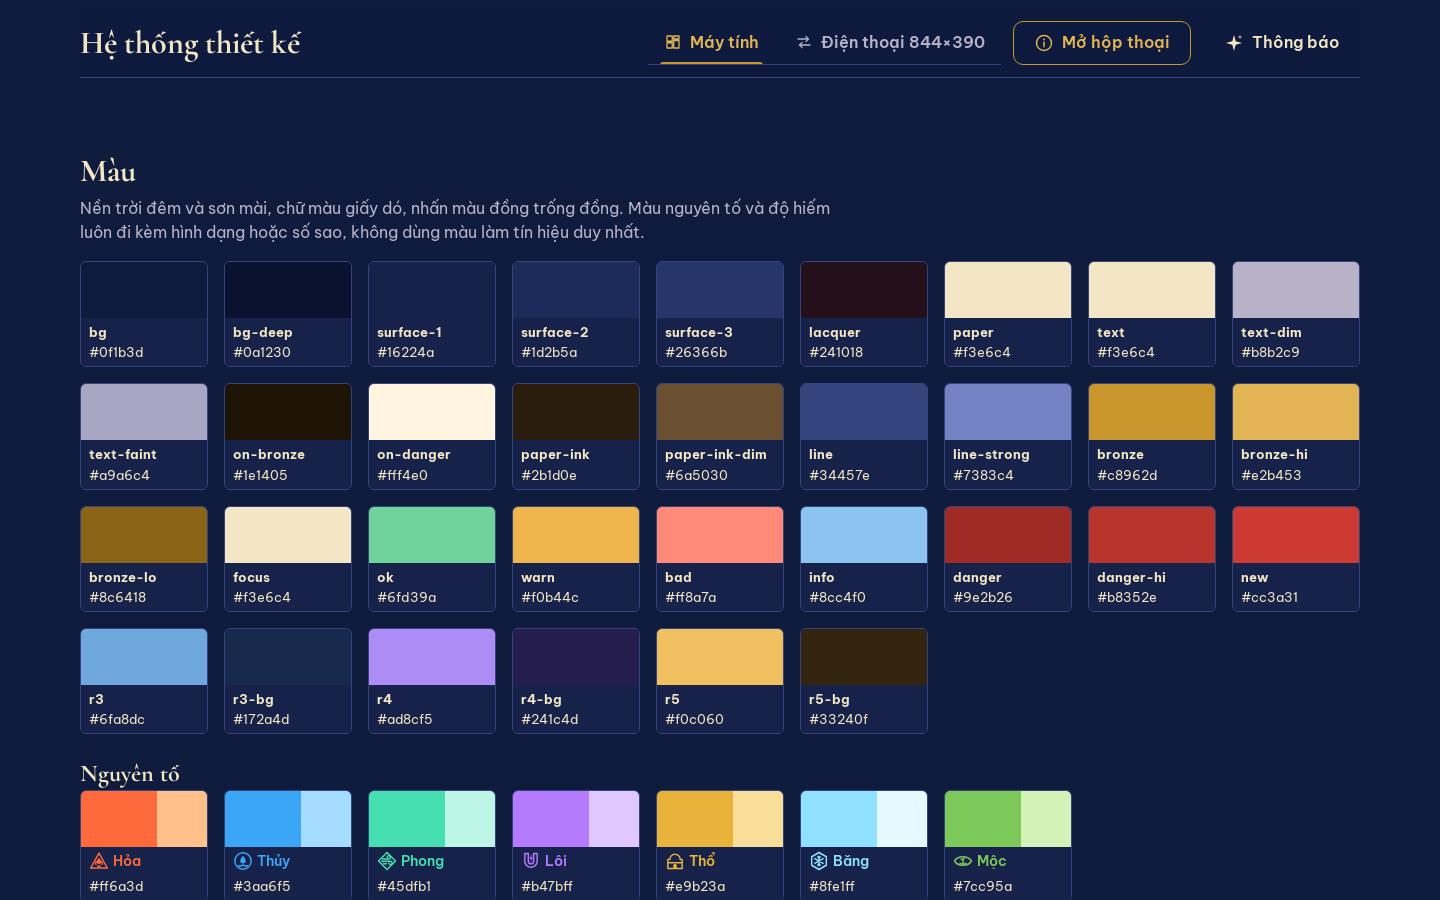 Hệ thống thiết kế
Máy tính
Điện thoại 844×390
Mở hộp thoại
Thông báo
Màu
Nền trời đêm và sơn mài, chữ màu giấy dó, nhấn màu đồng trống đồng. Màu nguyên tố và độ hiếm
luôn đi kèm hình dạng hoặc số sao, không dùng màu làm tín hiệu duy nhất.
bg
#0f1b3d
bg-deep
#0a1230
surface-1
#16224a
surface-2
#1d2b5a
surface-3
#26366b
lacquer
#241018
paper
#f3e6c4
text
#f3e6c4
text-dim
#b8b2c9
text-faint
#a9a6c4
on-bronze
#1e1405
on-danger
#fff4e0
paper-ink
#2b1d0e
paper-ink-dim
#6a5030
line
#34457e
line-strong
#7383c4
bronze
#c8962d
bronze-hi
#e2b453
bronze-lo
#8c6418
focus
#f3e6c4
ok
#6fd39a
warn
#f0b44c
bad
#ff8a7a
info
#8cc4f0
danger
#9e2b26
danger-hi
#b8352e
new
#cc3a31
r3
#6fa8dc
r3-bg
#172a4d
r4
#ad8cf5
r4-bg
#241c4d
r5
#f0c060
r5-bg
#33240f
Nguyên tố
Hỏa
#ff6a3d
Thủy
#3aa6f5
Phong
#45dfb1
Lôi
#b47bff
Thổ
#e9b23a
Băng
#8fe1ff
Mộc
#7cc95a